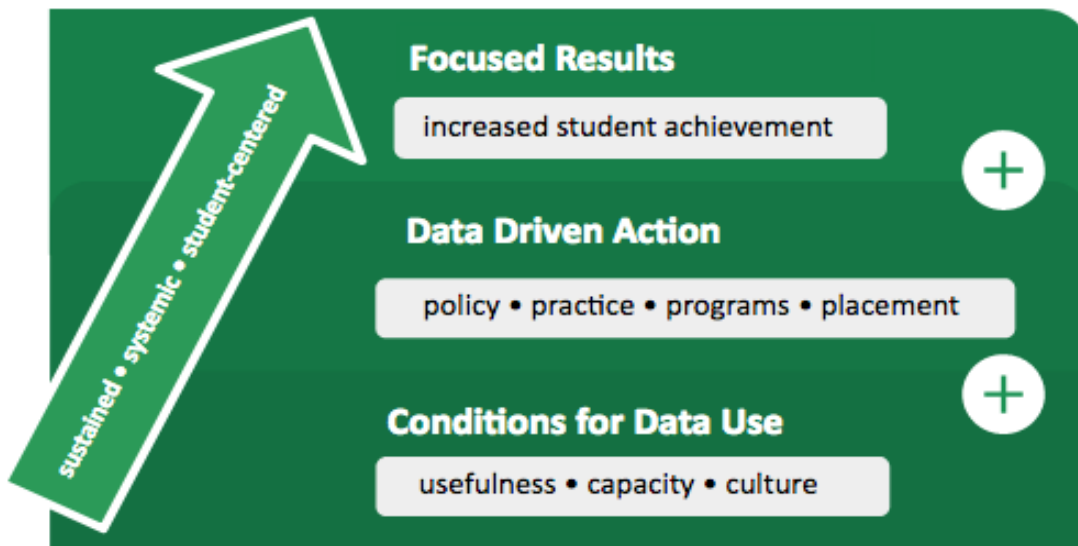 Focused Results
increased student achievement
+
Data Driven Action
policy • practice • programs • placement
+
Conditions for Data Use
usefulness • capacity • culture
sustained • systemic • student-centered